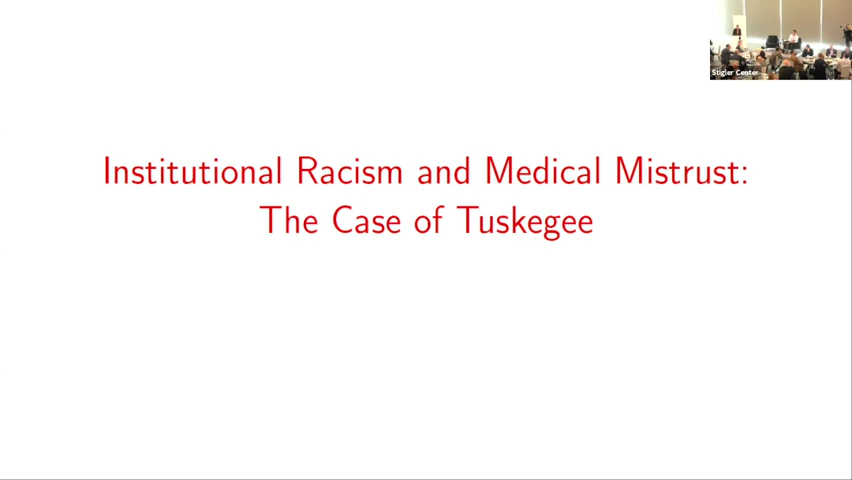 Stigler Center
Institutional Racism and Medical Mistrust:
The Case of Tuskegee